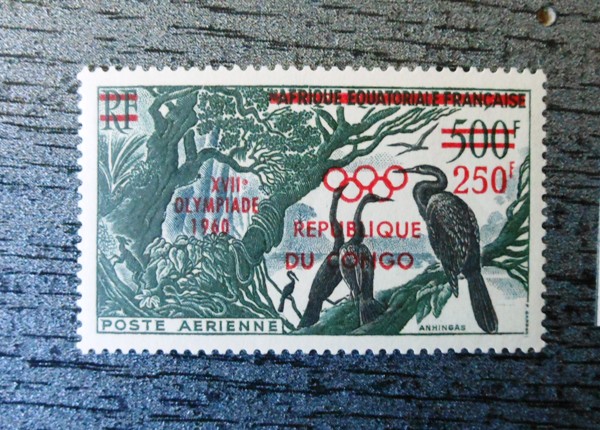 RF
AFRIQUE EQUATORIALE FRANÇAISE
500F
250F
XVIIe
OLYMPIADE
1960
REPUBLIQUE
DU CONGO
POSTE AERIENNE
ANHINGAS